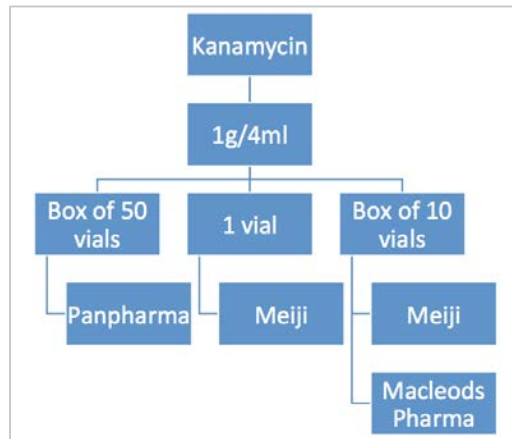 Kanamycin
1g/4ml
Box of 50
vials
1 vial
Box of 10
vials
Panpharma
Meiji
Meiji
Macleods
Pharma